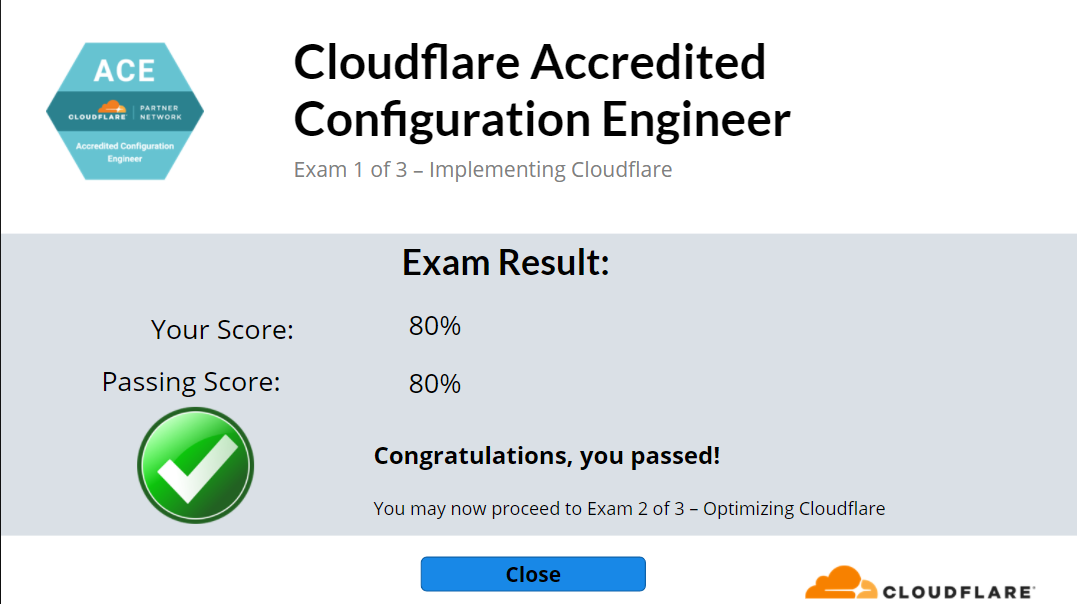 ACE
CLOUDFLARE
PARTNER
NETWORK
Accredited Configuration
Engineer
Cloudflare Accredited
Configuration Engineer
Exam 1 of 3 – Implementing Cloudflare
Exam Result:
Your Score: 80%
Passing Score: 80%
Congratulations, you passed!
You may now proceed to Exam 2 of 3 – Optimizing Cloudflare
Close
CLOUDFLARE